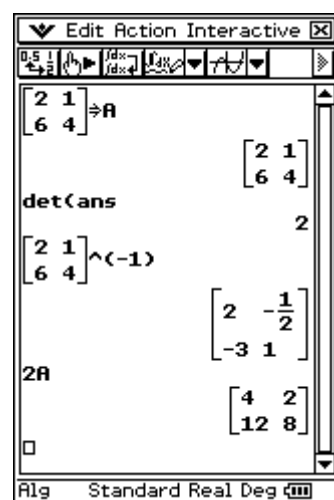 Edit Action Interactive
[2 1
6 4]⇒A
[2 1
6 4]
det(ans
2
[2 1
6 4]^(-1)
[2 -1/2
-3 1]
2A
[4 2
12 8]
Alg Standard Real Deg